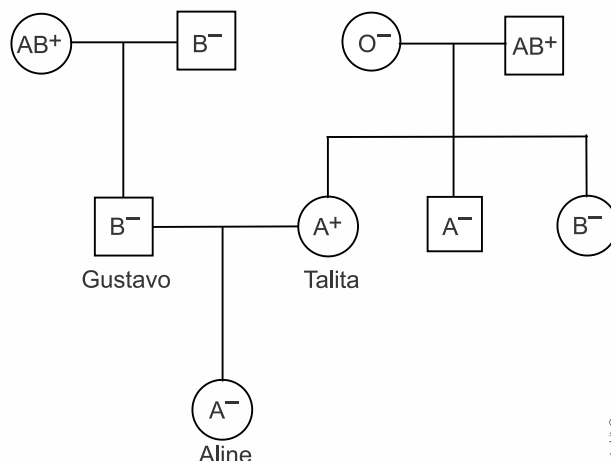 AB+ B− O− AB+
B− A+ A− B−
Gustavo Talita
A−
Aline